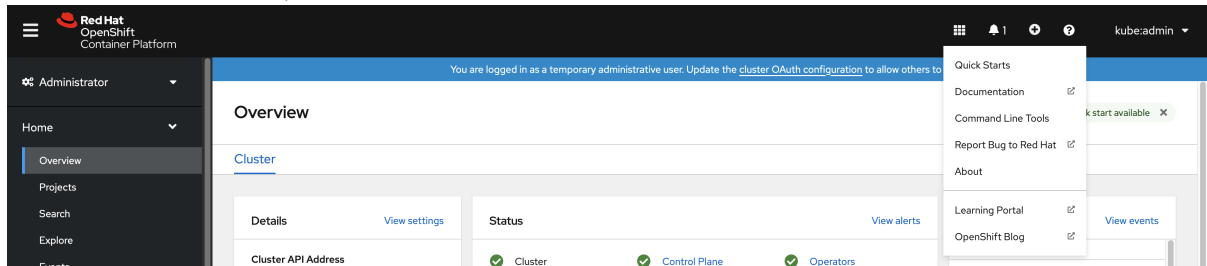 Red Hat
OpenShift
Container Platform
1
kube:admin
Administrator
You are logged in as a temporary administrative user. Update the cluster OAuth configuration to allow others to
Home
Overview
Projects
Search
Explore
Events
Overview
start available
Cluster
Details
View settings
Cluster API Address
Status
View alerts
Cluster
Control Plane
Operators
View events
Quick Starts
Documentation
Command Line Tools
Report Bug to Red Hat
About
Learning Portal
OpenShift Blog